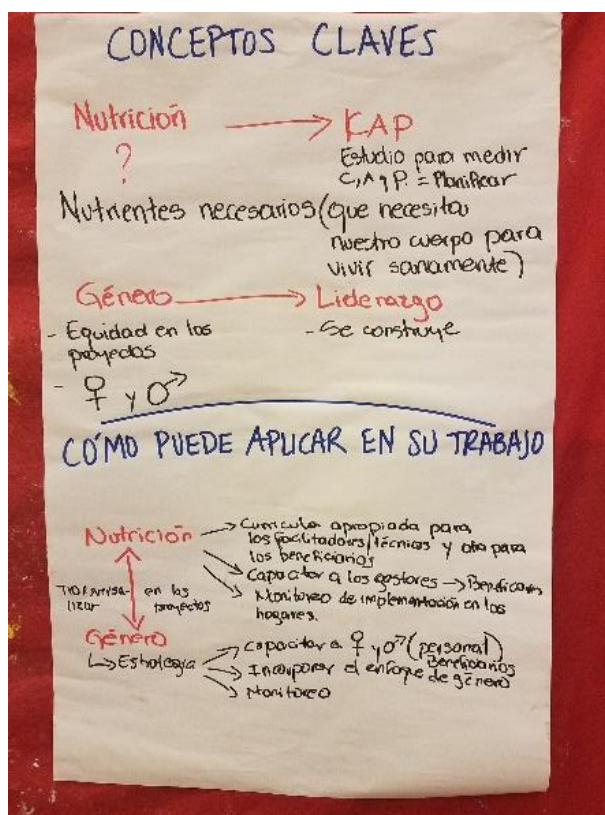 CONCEPTOS CLAVES
Nutrición → KAP
?
Estudio para medir
C, A y P. = Planificar
Nutrientes necesarios (que necesita
nuestro cuerpo para
vivir sanamente)
Género → Liderazgo
- Equidad en los
proyectos
- Se construye
- ♀ y ♂
CÓMO PUEDE APLICAR EN SU TRABAJO
Nutrición
→ Curricula apropiada para
los facilitadores/técnicos y otra para
los beneficiarios
→ Capacitar a los gestores → Beneficiarios
→ Monitoreo de implementación en los
hogares.
Transversa-
lizar
en los
proyectos
Género
↳ Estrategia
→ Capacitar a ♀ y ♂ (personal)
Beneficiarios
→ Incorporar el enfoque de género
→ Monitoreo